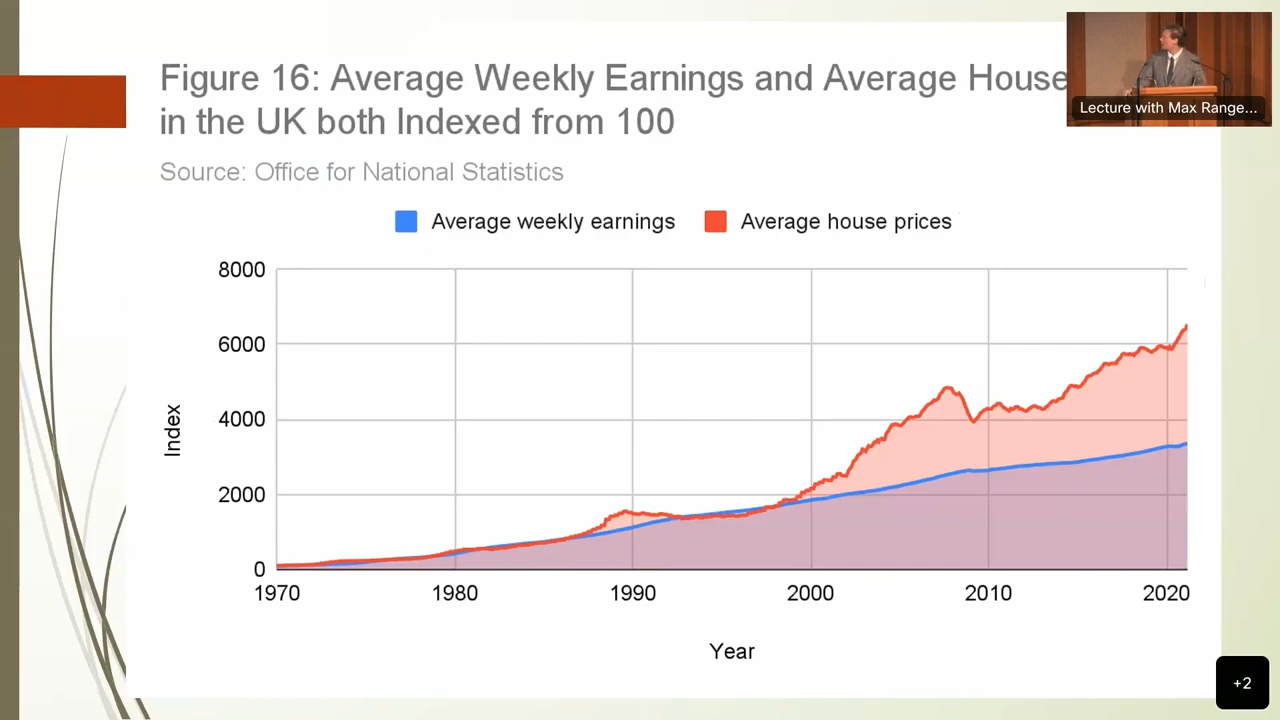 Figure 16: Average Weekly Earnings and Average House
in the UK both Indexed from 100
Lecture with Max Range...
Source: Office for National Statistics
Average weekly earnings
Average house prices
8000
6000
4000
2000
0
Index
1970
1980
1990
2000
2010
2020
Year
+2